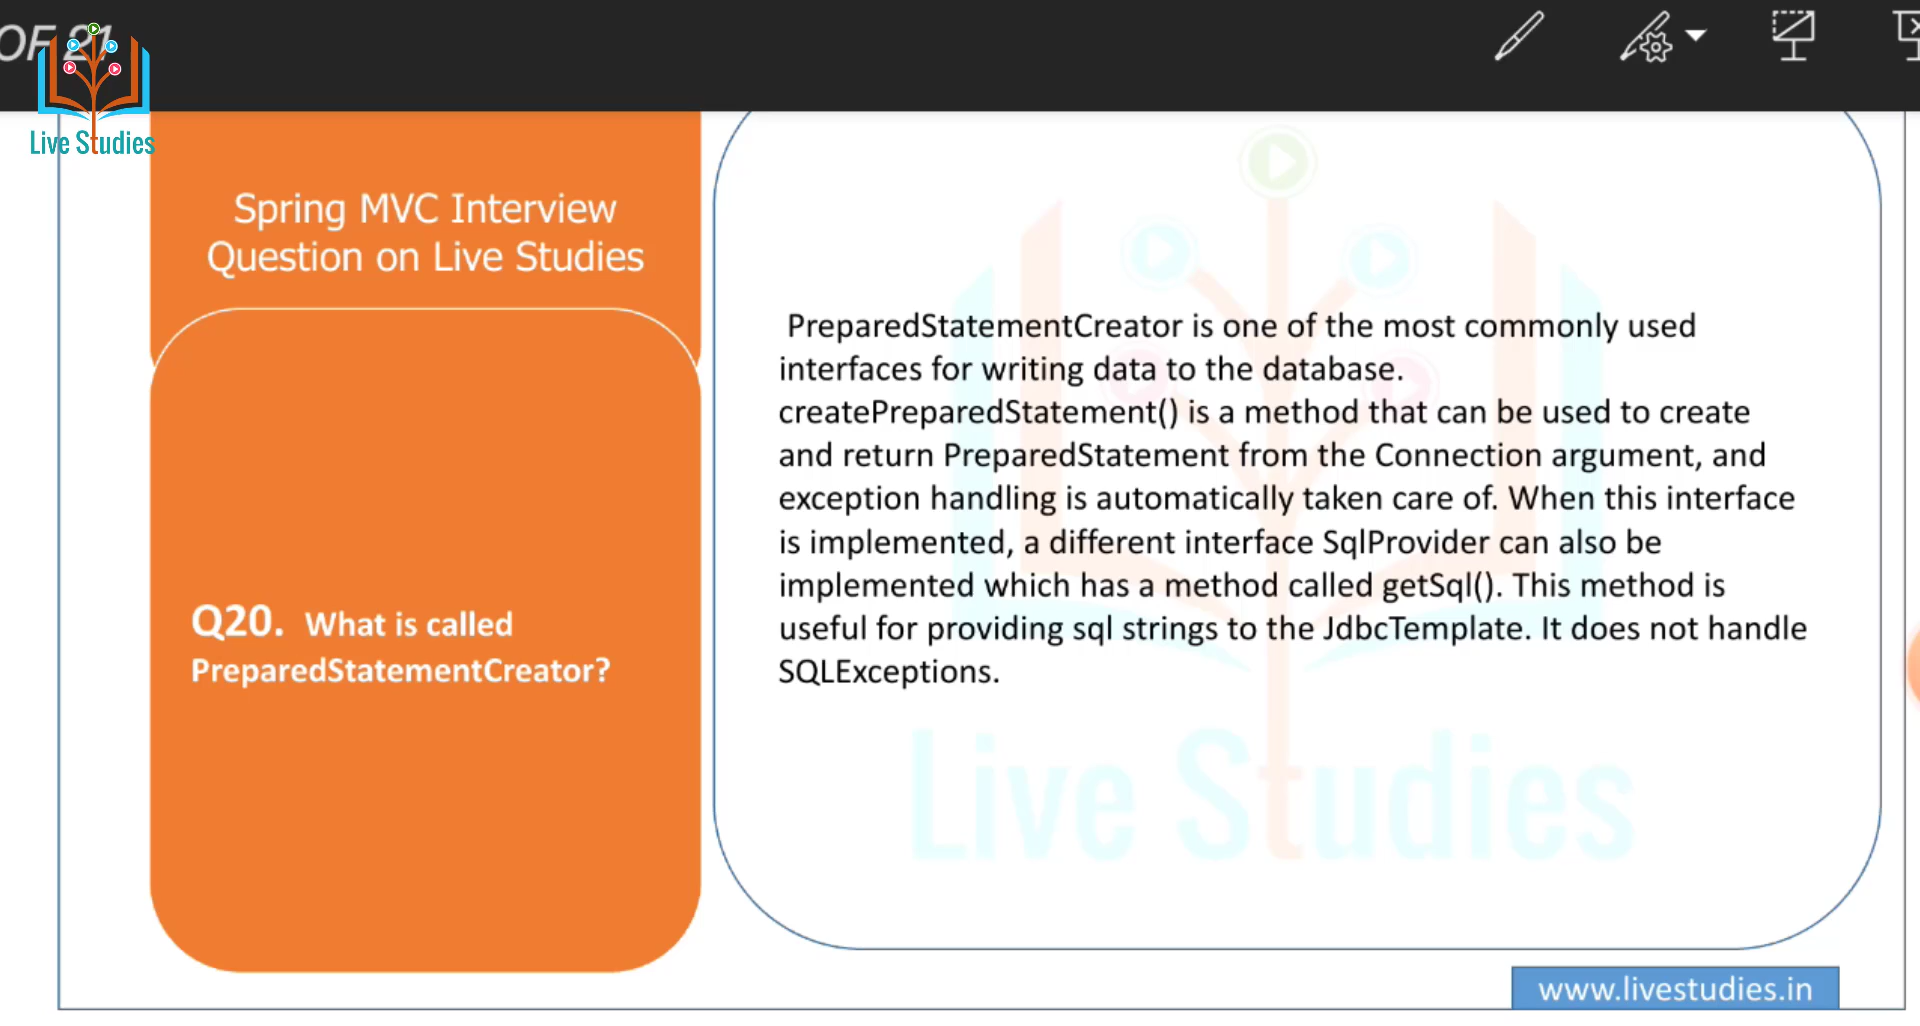 OF 21
Live Studies
Spring MVC Interview
Question on Live Studies
Q20. What is called
PreparedStatementCreator?
PreparedStatementCreator is one of the most commonly used
interfaces for writing data to the database.
createPreparedStatement() is a method that can be used to create
and return PreparedStatement from the Connection argument, and
exception handling is automatically taken care of. When this interface
is implemented, a different interface SqlProvider can also be
implemented which has a method called getSql(). This method is
useful for providing sql strings to the JdbcTemplate. It does not handle
SQLExceptions.
Live Studies
www.livestudies.in